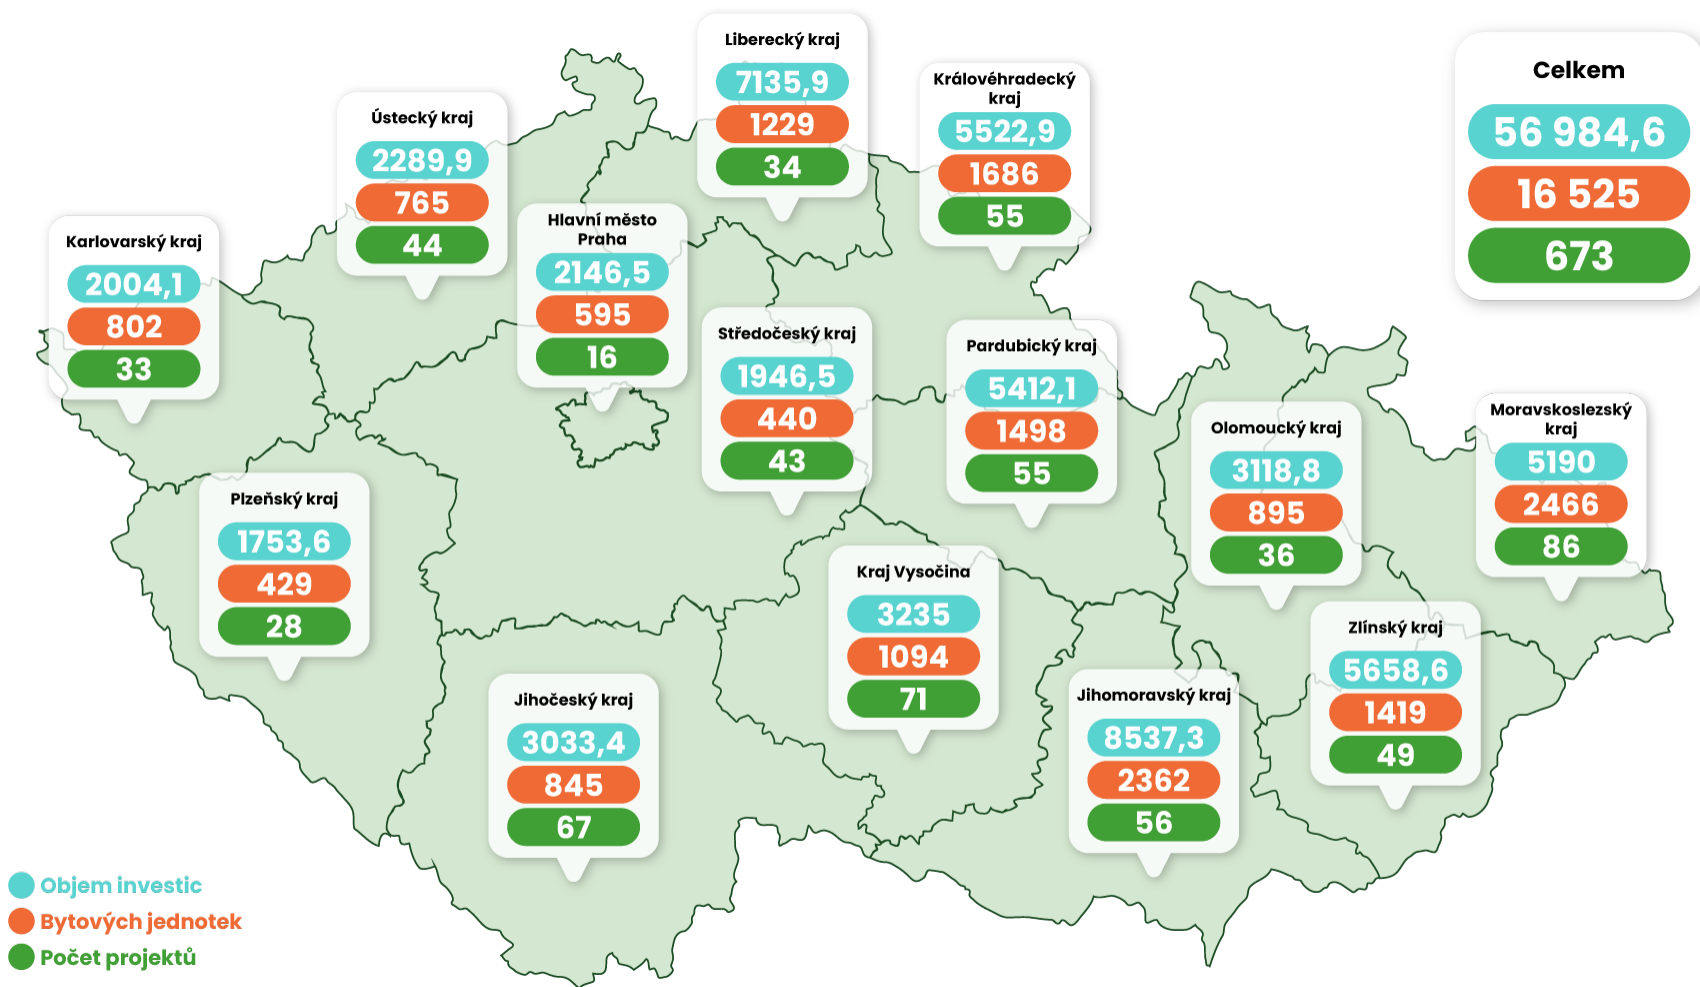 Liberecký kraj
7135,9
1229
34
Královéhradecký
kraj
5522,9
1686
55
Celkem
56 984,6
16 525
673
Ústecký kraj
2289,9
765
44
Hlavní město
Praha
2146,5
595
16
Karlovarský kraj
2004,1
802
33
Středočeský kraj
1946,5
440
43
Pardubický kraj
5412,1
1498
55
Olomoucký kraj
3118,8
895
36
Moravskoslezský
kraj
5190
2466
86
Plzeňský kraj
1753,6
429
28
Kraj Vysočina
3235
1094
71
Zlínský kraj
5658,6
1419
49
Jihočeský kraj
3033,4
845
67
Jihomoravský kraj
8537,3
2362
56
Objem investic
Bytových jednotek
Počet projektů